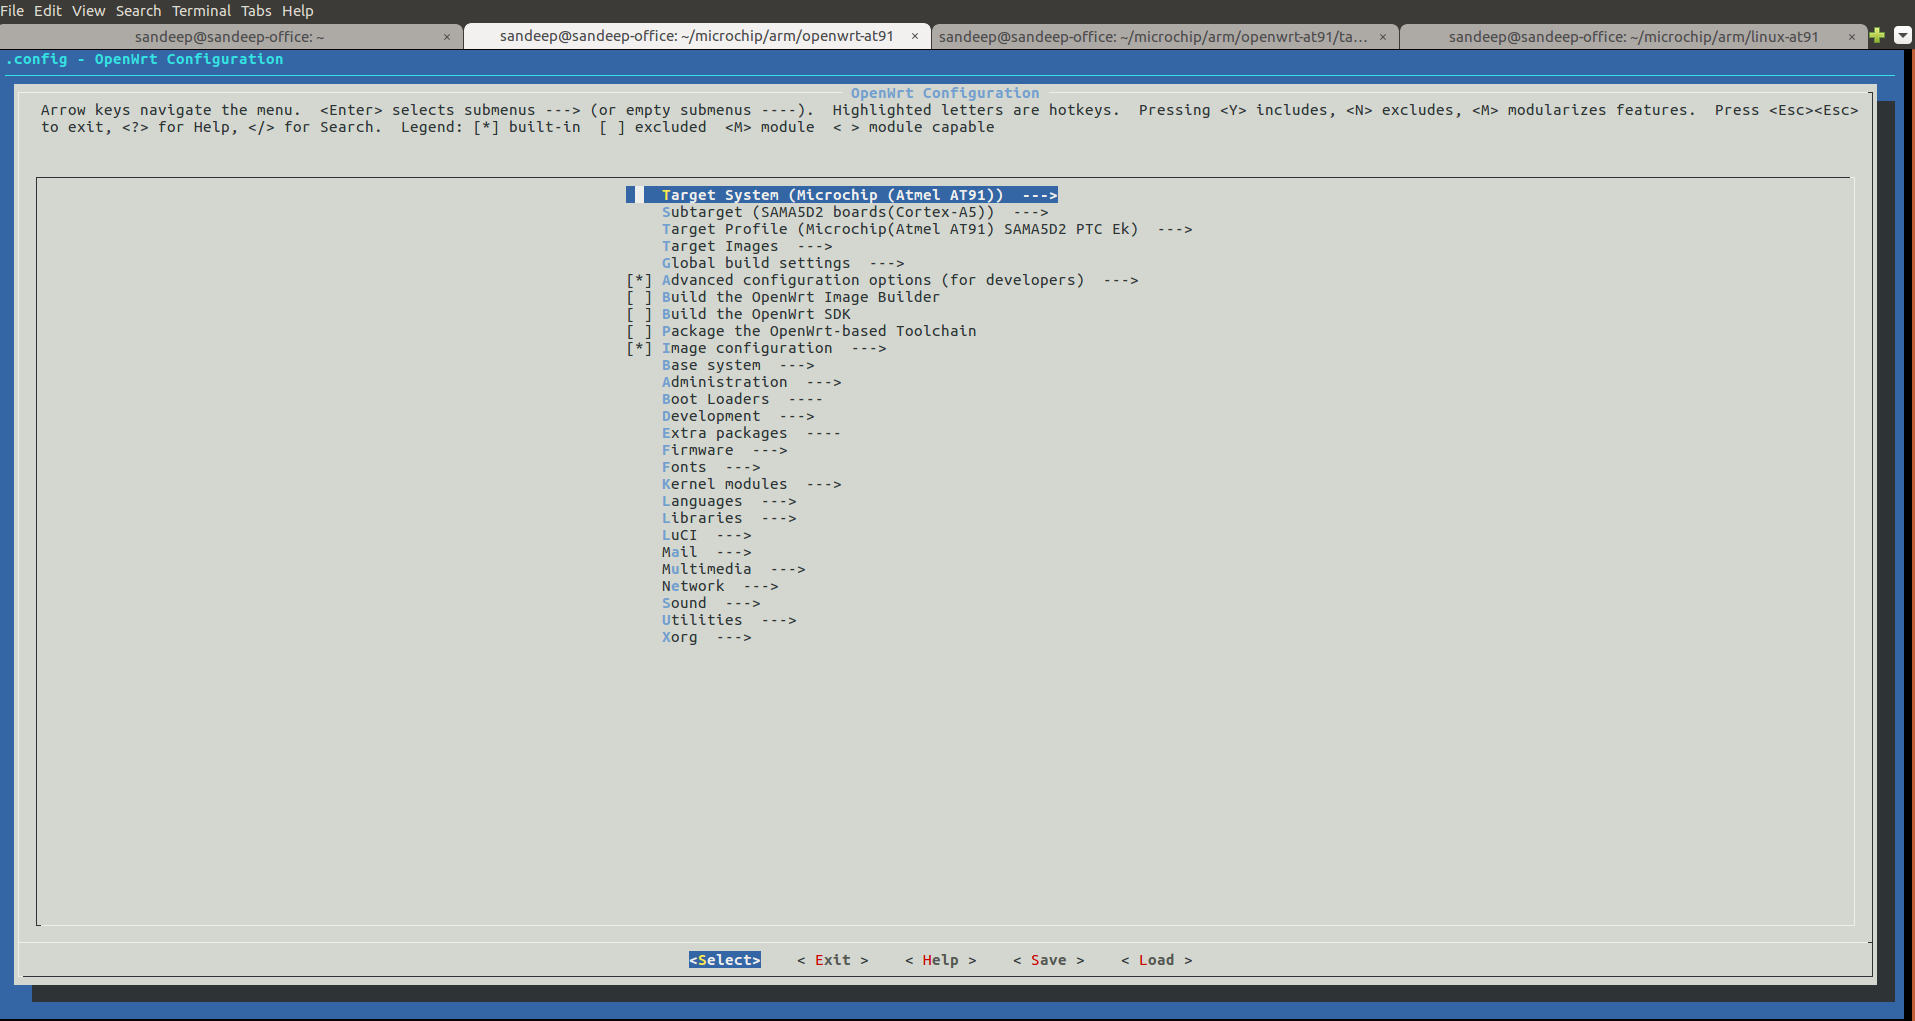 File Edit View Search Terminal Tabs Help
sandeep@sandeep-office: ~ × sandeep@sandeep-office: ~/microchip/arm/openwrt-at91 × sandeep@sandeep-office: ~/microchip/arm/openwrt-at91/ta... × sandeep@sandeep-office: ~/microchip/arm/linux-at91 ×
.config - OpenWrt Configuration
OpenWrt Configuration
Arrow keys navigate the menu. <Enter> selects submenus ---> (or empty submenus ----). Highlighted letters are hotkeys. Pressing <Y> includes, <N> excludes, <M> modularizes features. Press <Esc><Esc>
to exit, <?> for Help, </> for Search. Legend: [*] built-in [ ] excluded <M> module < > module capable
Target System (Microchip (Atmel AT91)) --->
Subtarget (SAMA5D2 boards(Cortex-A5)) --->
Target Profile (Microchip(Atmel AT91) SAMA5D2 PTC Ek) --->
Target Images --->
Global build settings --->
[*] Advanced configuration options (for developers) --->
[ ] Build the OpenWrt Image Builder
[ ] Build the OpenWrt SDK
[ ] Package the OpenWrt-based Toolchain
[*] Image configuration --->
Base system --->
Administration --->
Boot Loaders ----
Development --->
Extra packages ----
Firmware --->
Fonts --->
Kernel modules --->
Languages --->
Libraries --->
LuCI --->
Mail --->
Multimedia --->
Network --->
Sound --->
Utilities --->
Xorg --->
<Select> < Exit > < Help > < Save > < Load >